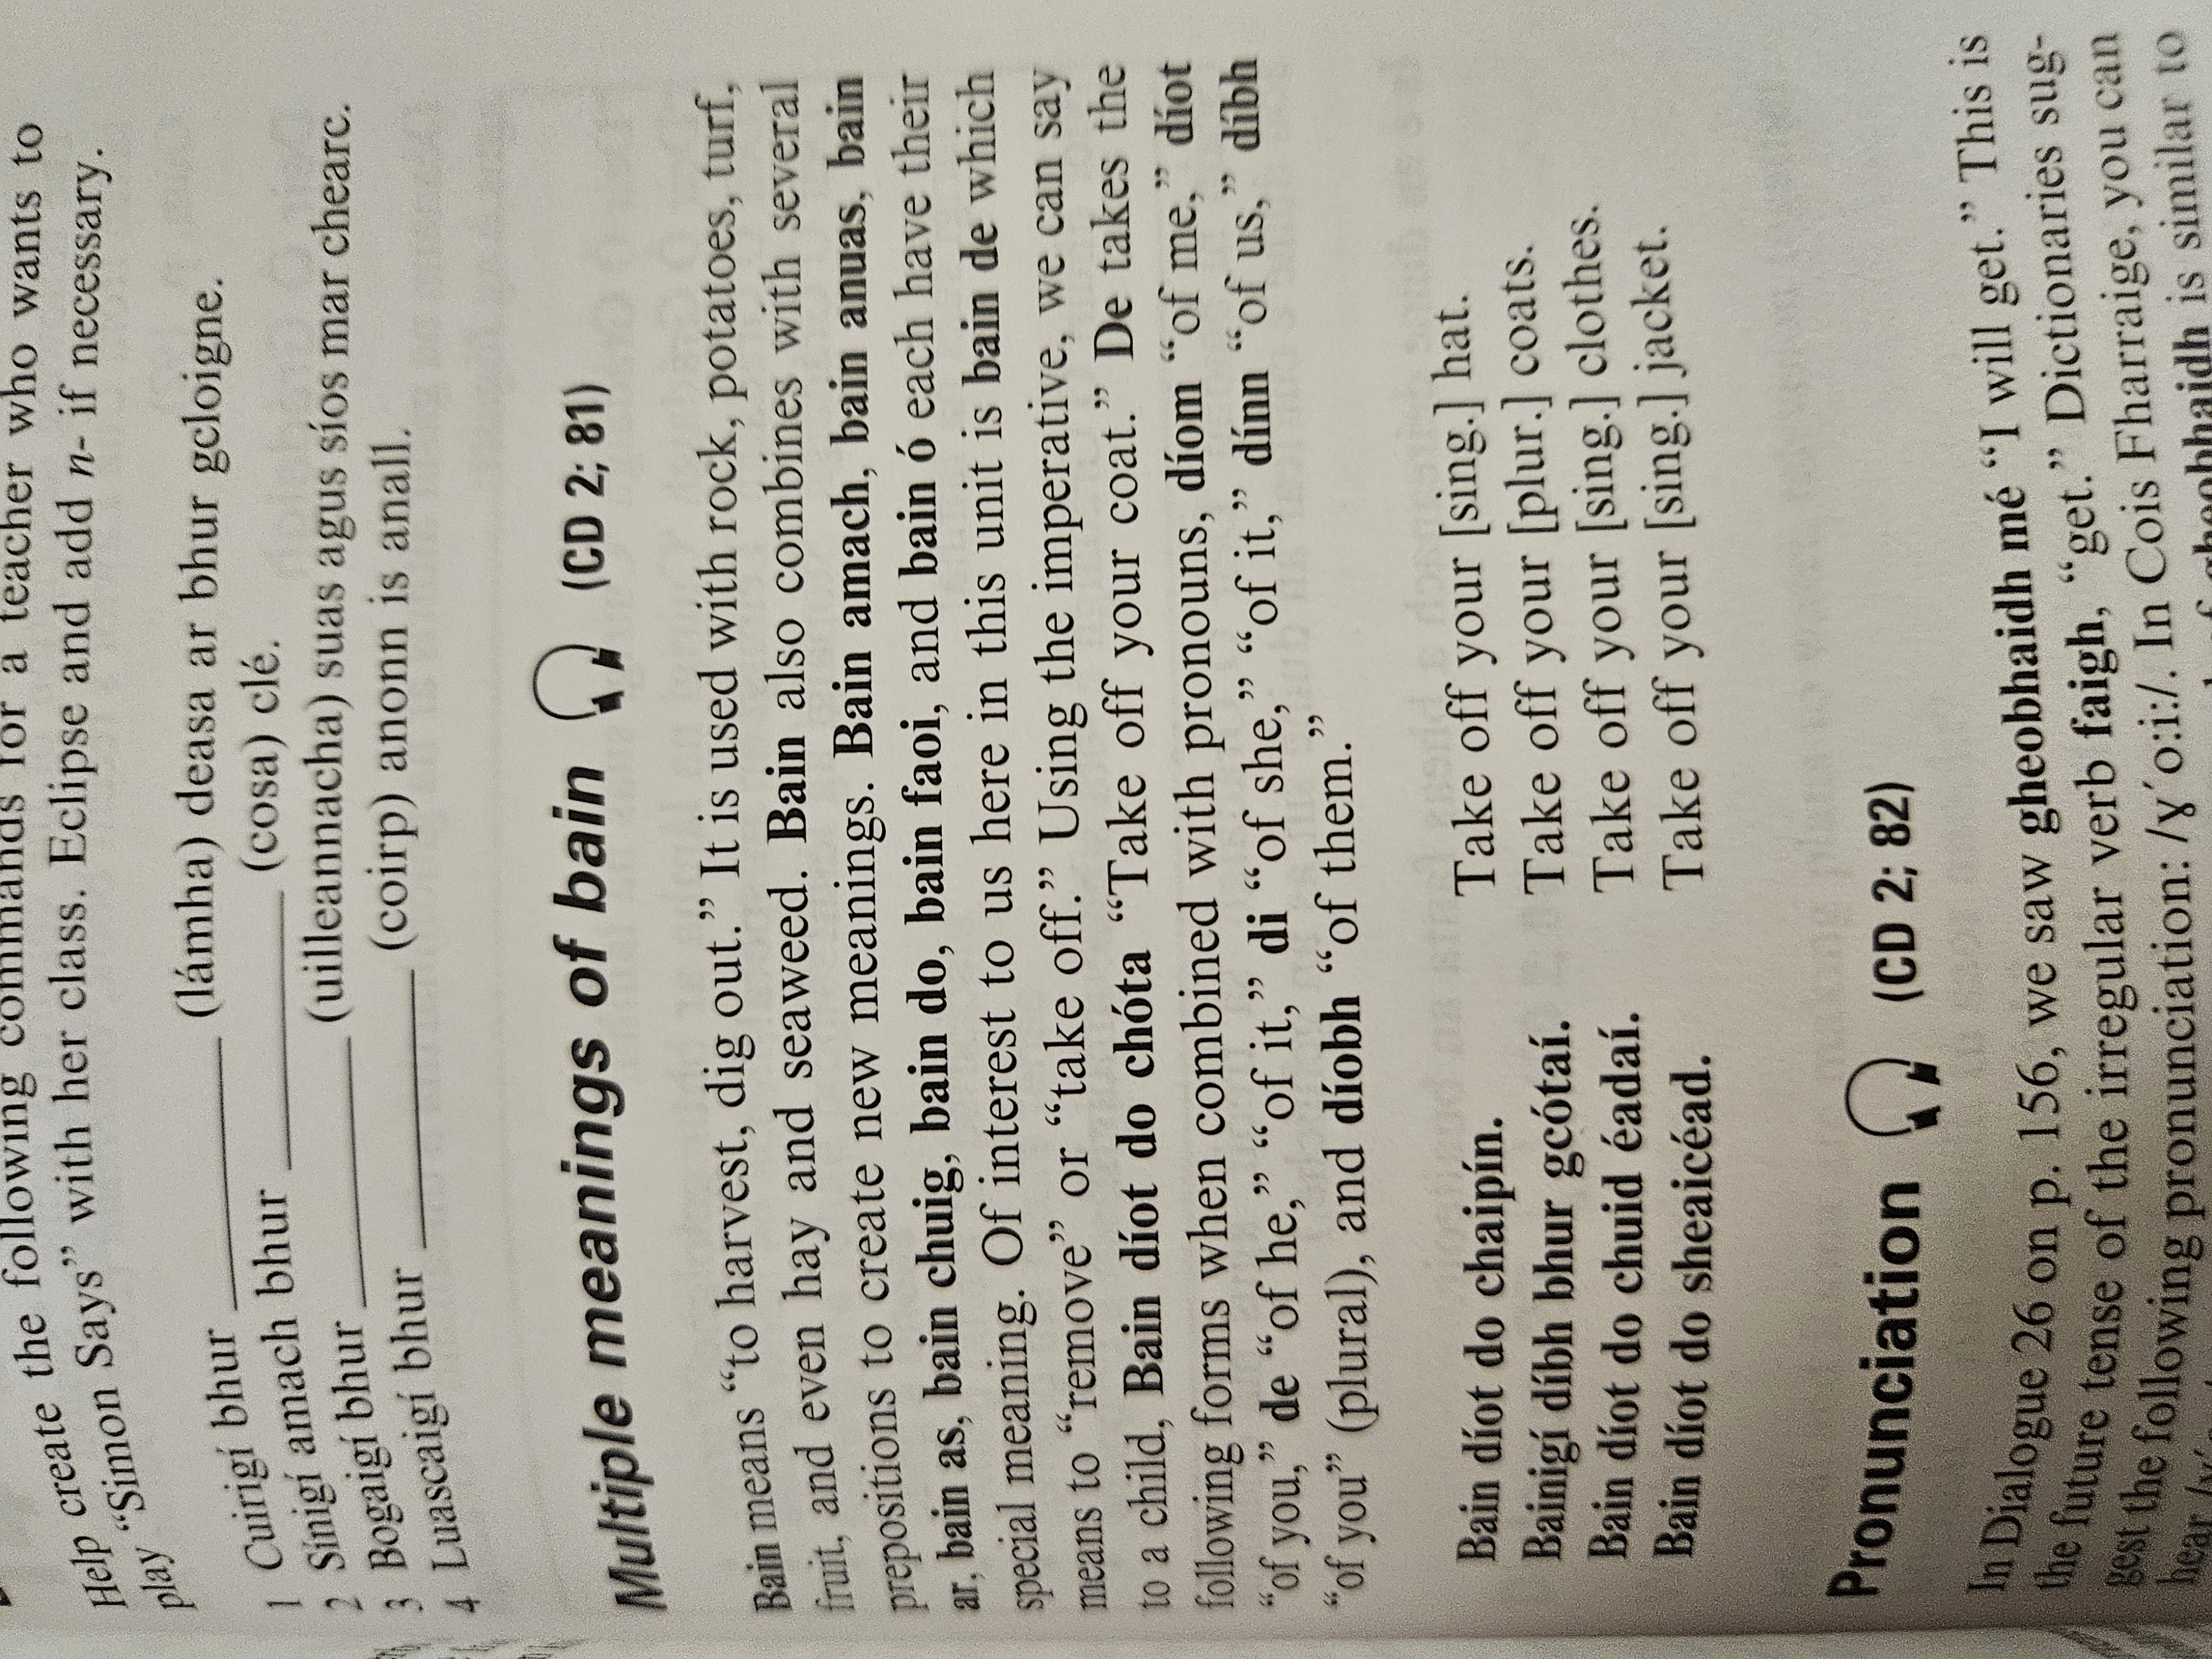 Help create the following commands for a teacher who wants to
play “Simon Says” with her class. Eclipse and add n- if necessary.
1 Cuirigí bhur __________ (lámha) deasa ar bhur gcloigne.
2 Sínigí amach bhur __________ (cosa) clé.
3 Bogaigí bhur __________ (uilleannacha) suas agus síos mar chearc.
4 Luascaigí bhur __________ (coirp) anonn is anall.
Multiple meanings of bain (CD 2; 81)
Bain means “to harvest, dig out.” It is used with rock, potatoes, turf,
fruit, and even hay and seaweed. Bain also combines with several
prepositions to create new meanings. Bain amach, bain anuas, bain
ar, bain as, bain chuig, bain do, bain faoi, and bain ó each have their
special meaning. Of interest to us here in this unit is bain de which
means to “remove” or “take off.” Using the imperative, we can say
to a child, Bain díot do chóta “Take off your coat.” De takes the
following forms when combined with pronouns, díom “of me,” díot
“of you,” de “of he,” “of it,” di “of she,” “of it,” dínn “of us,” díbh
“of you” (plural), and díobh “of them.”
Bain díot do chaipín. Take off your [sing.] hat.
Bainigí díbh bhur gcótaí. Take off your [plur.] coats.
Bain díot do chuid éadaí. Take off your [sing.] clothes.
Bain díot do sheaicéad. Take off your [sing.] jacket.
Pronunciation (CD 2; 82)
In Dialogue 26 on p. 156, we saw gheobhaidh mé “I will get.” This is
the future tense of the irregular verb faigh, “get.” Dictionaries sug-
gest the following pronunciation: /ɣ´o:i:/. In Cois Fharraige, you can
hear gheobhaidh is similar to